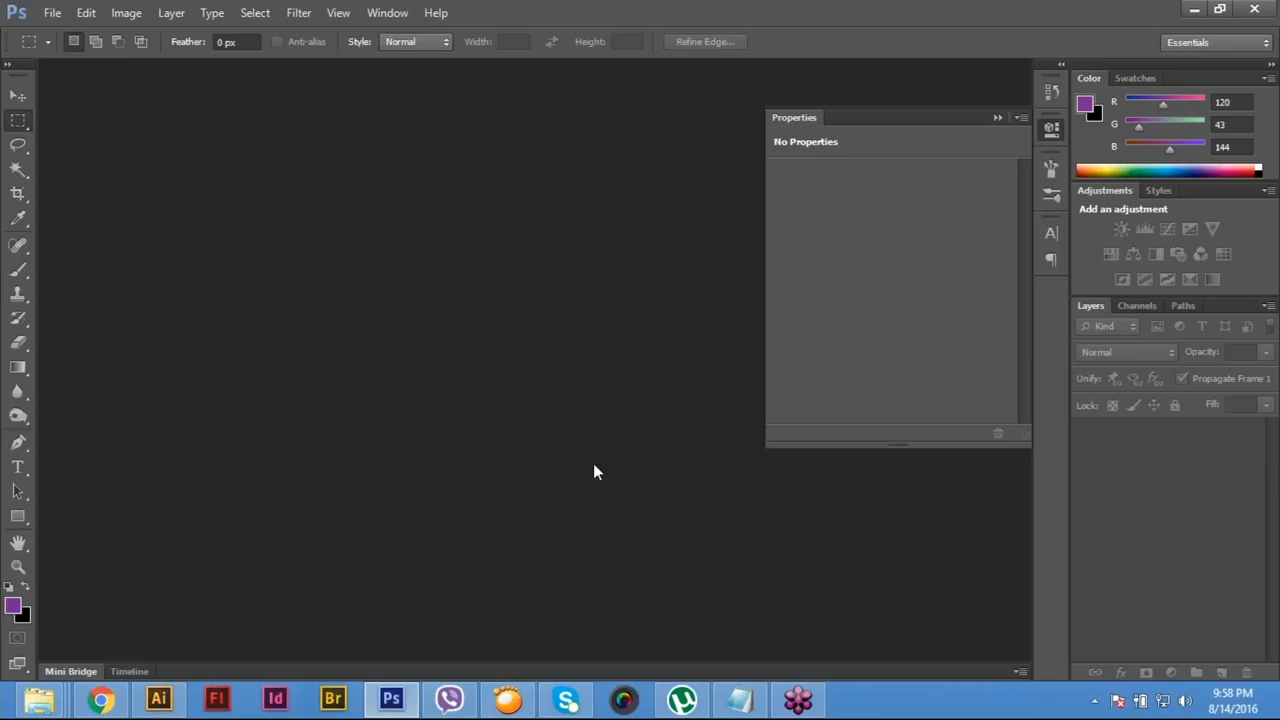 Ps File Edit Image Layer Type Select Filter View Window Help
Feather: 0 px Anti-alias Style: Normal Width: Height: Refine Edge... Essentials
Color Swatches
R 120
G 43
B 144
Properties
No Properties
Adjustments Styles
Add an adjustment
A
Layers Channels Paths
Kind T
Normal Opacity:
Unify: Propagate Frame 1
Lock: Fill:
T
Mini Bridge Timeline
Ai Fl Id Br Ps S µ
9:58 PM
8/14/2016